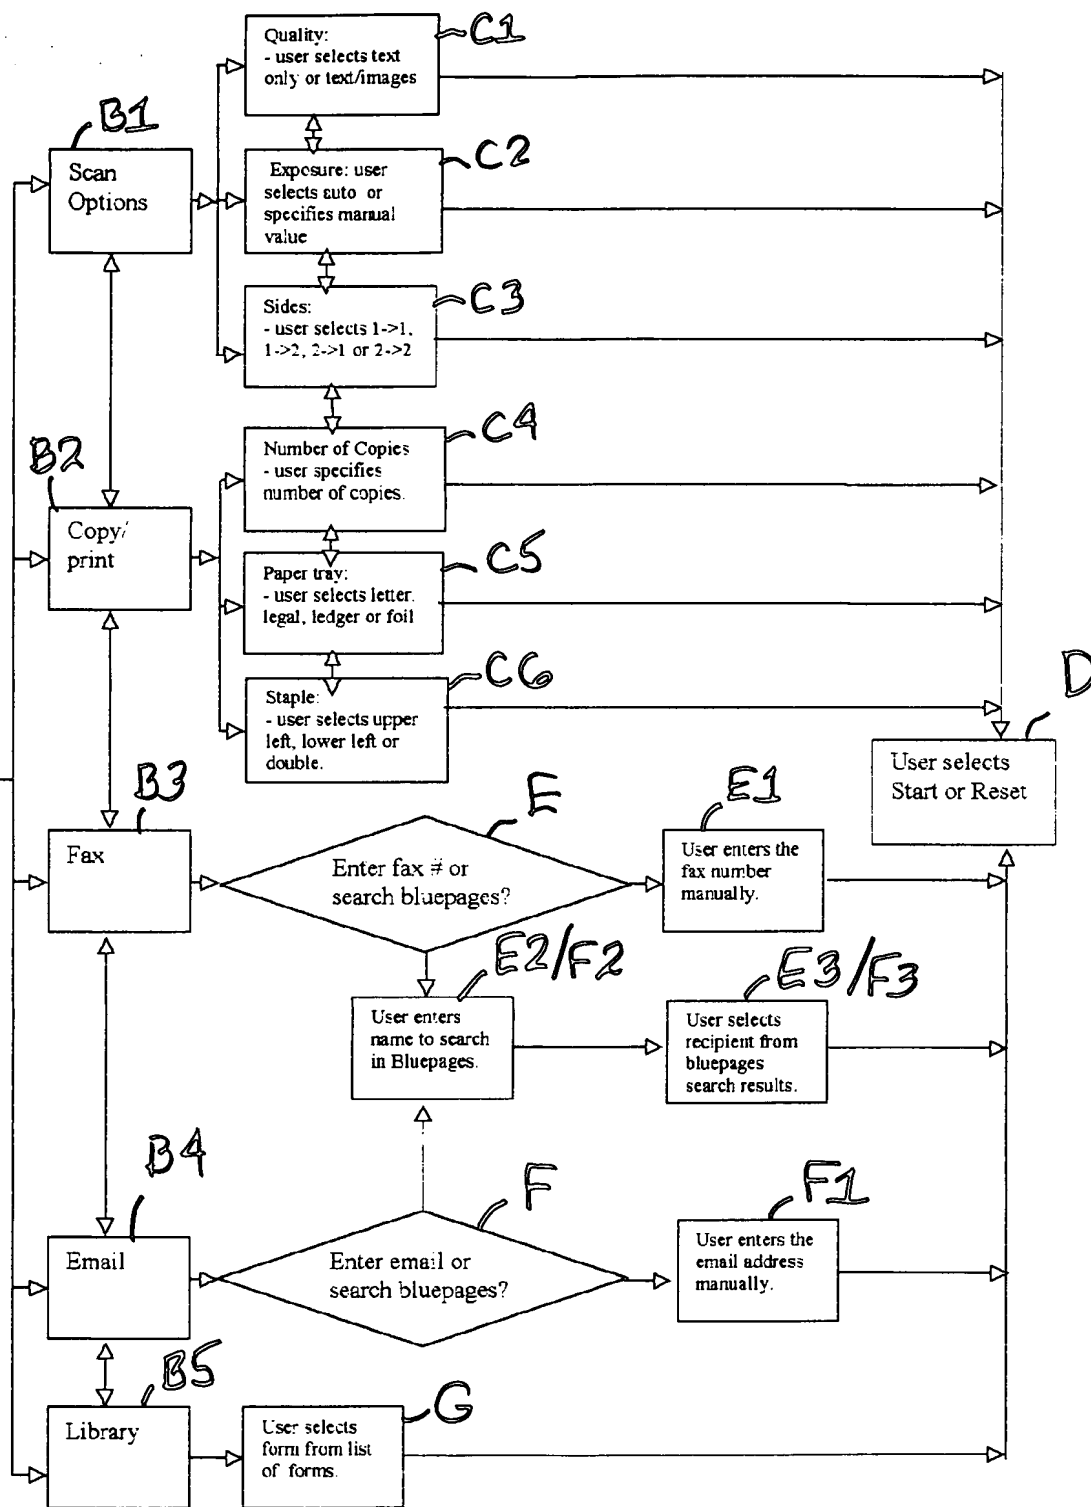 C1
Quality:
- user selects text
only or text/images
B1
Scan
Options
C2
Exposure: user
selects auto or
specifies manual
value
C3
Sides:
- user selects 1->1,
1->2, 2->1 or 2->2
C4
Number of Copies
- user specifies
number of copies.
B2
Copy/
print
C5
Paper tray:
- user selects letter.
legal, ledger or foil
C6
Staple:
- user selects upper
left, lower left or
double.
D
User selects
Start or Reset
B3
Fax
E
Enter fax # or
search bluepages?
E1
User enters the
fax number
manually.
E2/F2
User enters
name to search
in Bluepages.
E3/F3
User selects
recipient from
bluepages
search results.
B4
Email
F
Enter email or
search bluepages?
F1
User enters the
email address
manually.
B5
Library
G
User selects
form from list
of forms.